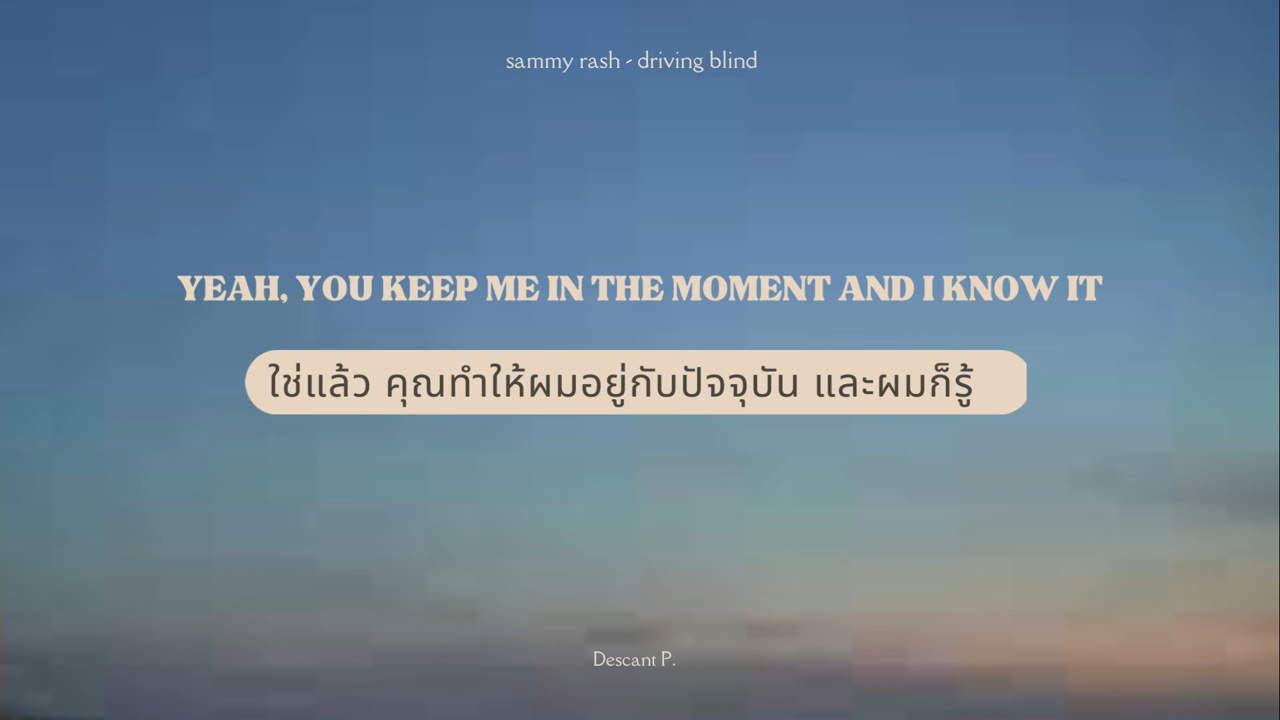 sammy rash - driving blind
YEAH, YOU KEEP ME IN THE MOMENT AND I KNOW IT
ใช่แล้ว คุณทำให้ผมอยู่กับปัจจุบัน และผมก็รู้
Descant P.